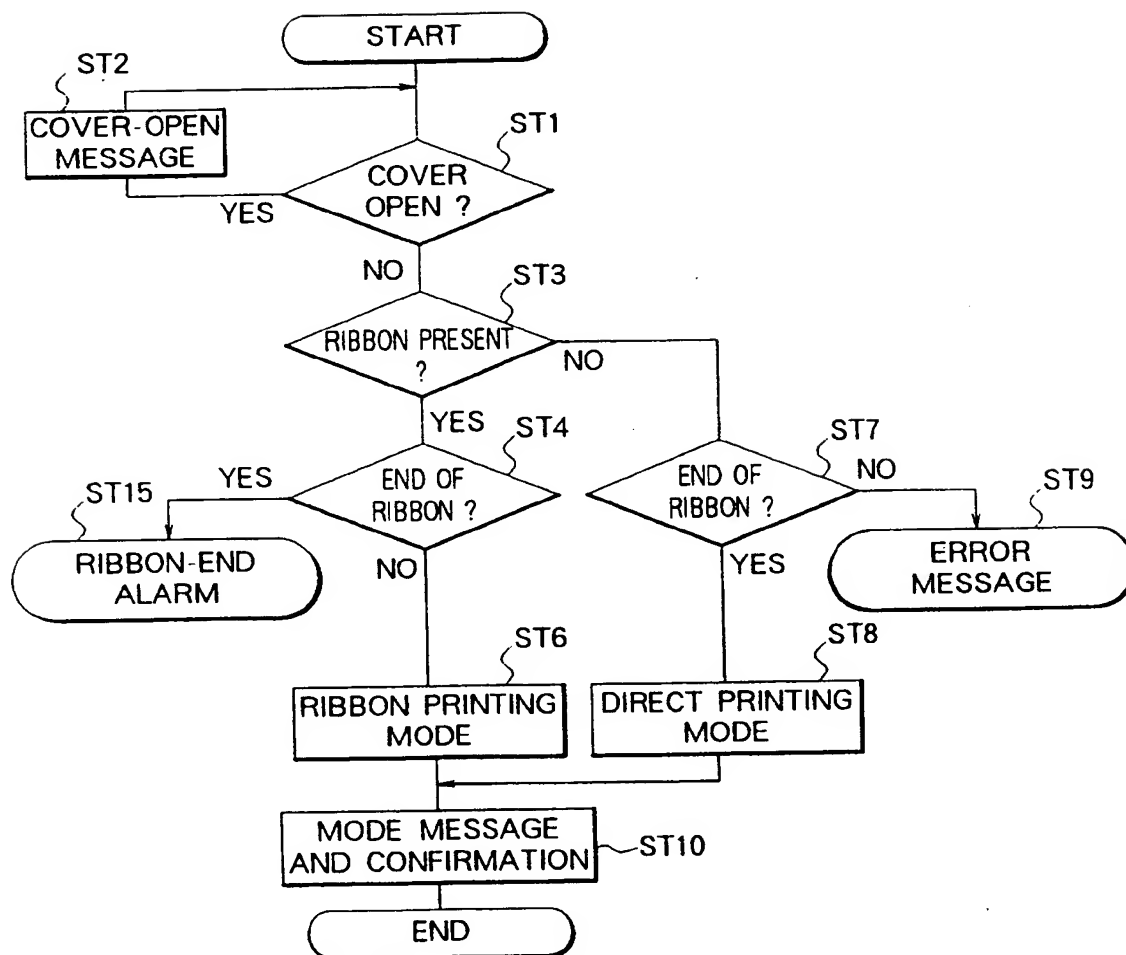 START
ST2
COVER-OPEN
MESSAGE
ST1
COVER
OPEN ?
YES
NO
ST3
RIBBON PRESENT
?
NO
YES
ST4
ST7
YES
END OF
RIBBON ?
END OF
RIBBON ?
NO
ST15
ST9
RIBBON-END
ALARM
NO
YES
ERROR
MESSAGE
ST6
ST8
RIBBON PRINTING
MODE
DIRECT PRINTING
MODE
MODE MESSAGE
AND CONFIRMATION
ST10
END